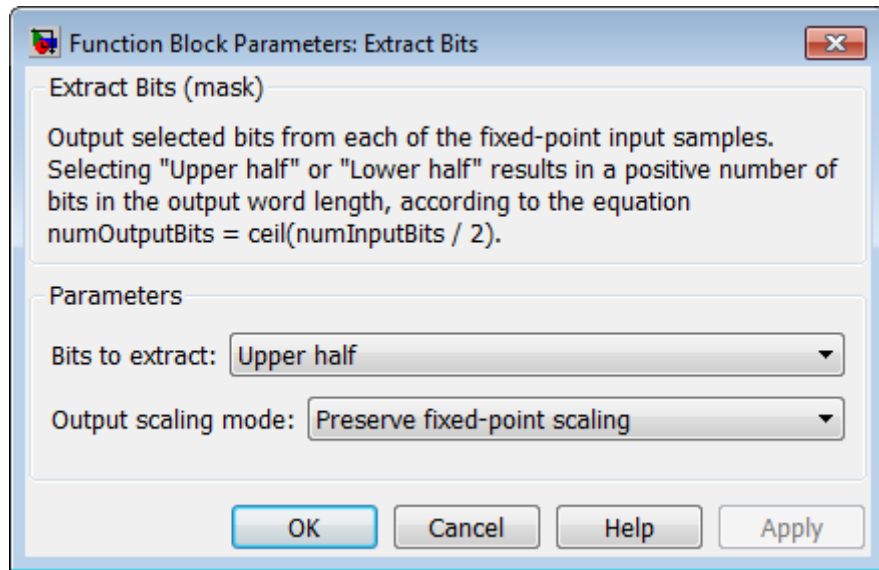 Function Block Parameters: Extract Bits
Extract Bits (mask)
Output selected bits from each of the fixed-point input samples.
Selecting "Upper half" or "Lower half" results in a positive number of
bits in the output word length, according to the equation
numOutputBits = ceil(numInputBits / 2).
Parameters
Bits to extract: Upper half
Output scaling mode: Preserve fixed-point scaling
OK Cancel Help Apply